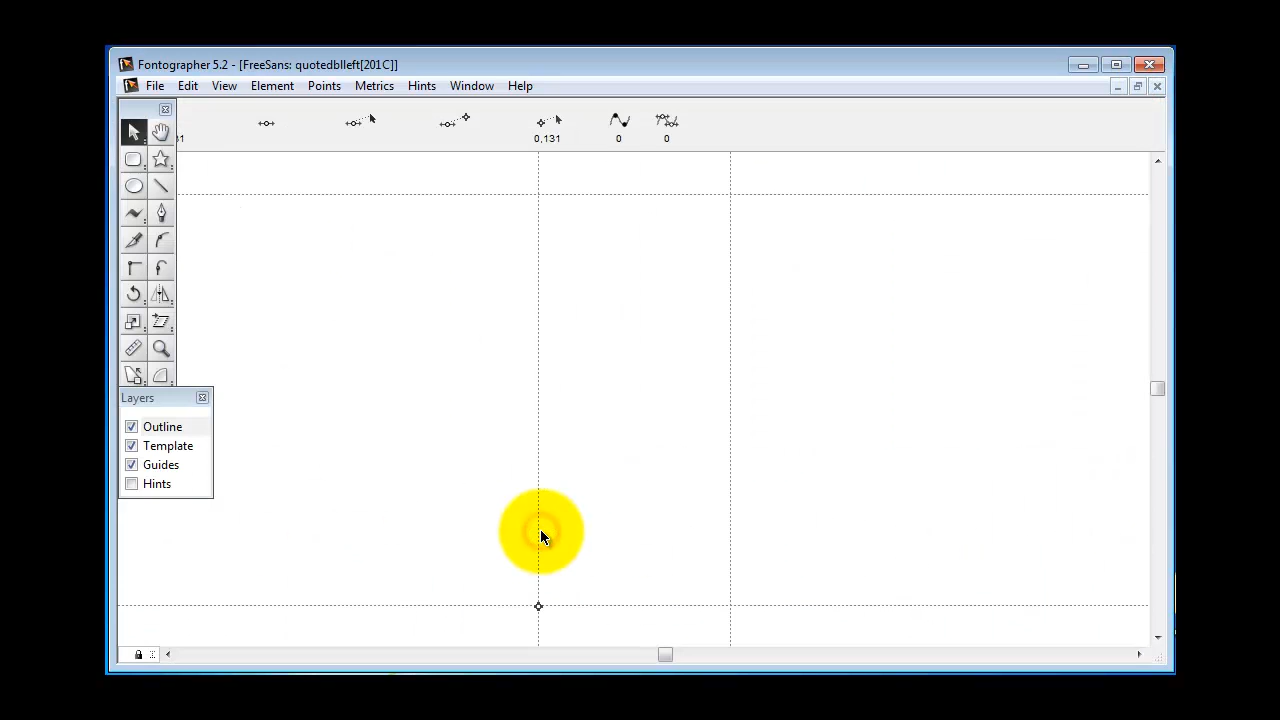 Fontographer 5.2 - [FreeSans: quotedblleft[201C]]
File Edit View Element Points Metrics Hints Window Help
0,131 0 0
Layers
Outline
Template
Guides
Hints